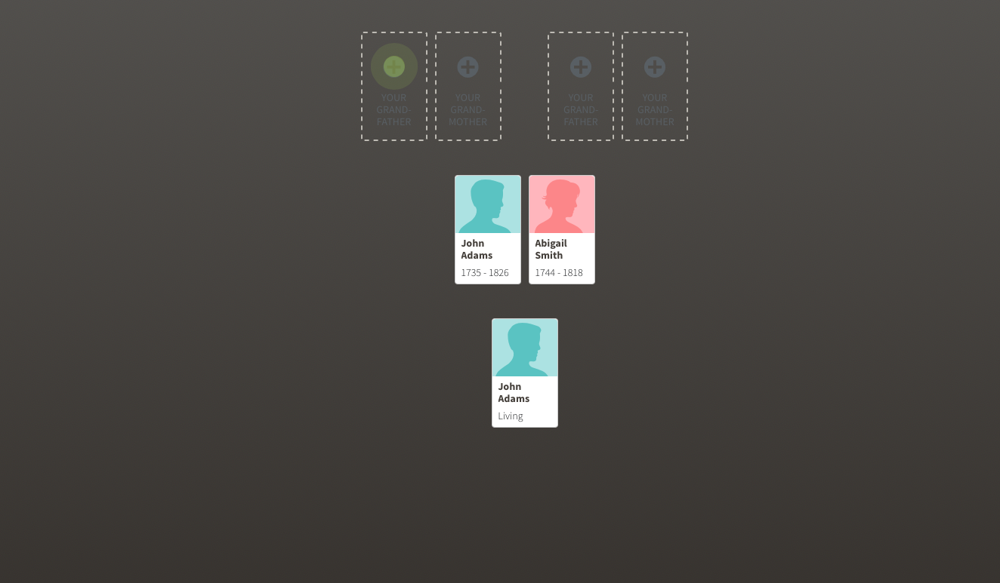 YOUR
GRAND-
FATHER
YOUR
GRAND-
MOTHER
YOUR
GRAND-
FATHER
YOUR
GRAND-
MOTHER
John
Adams
1735 - 1826
Abigail
Smith
1744 - 1818
John
Adams
Living